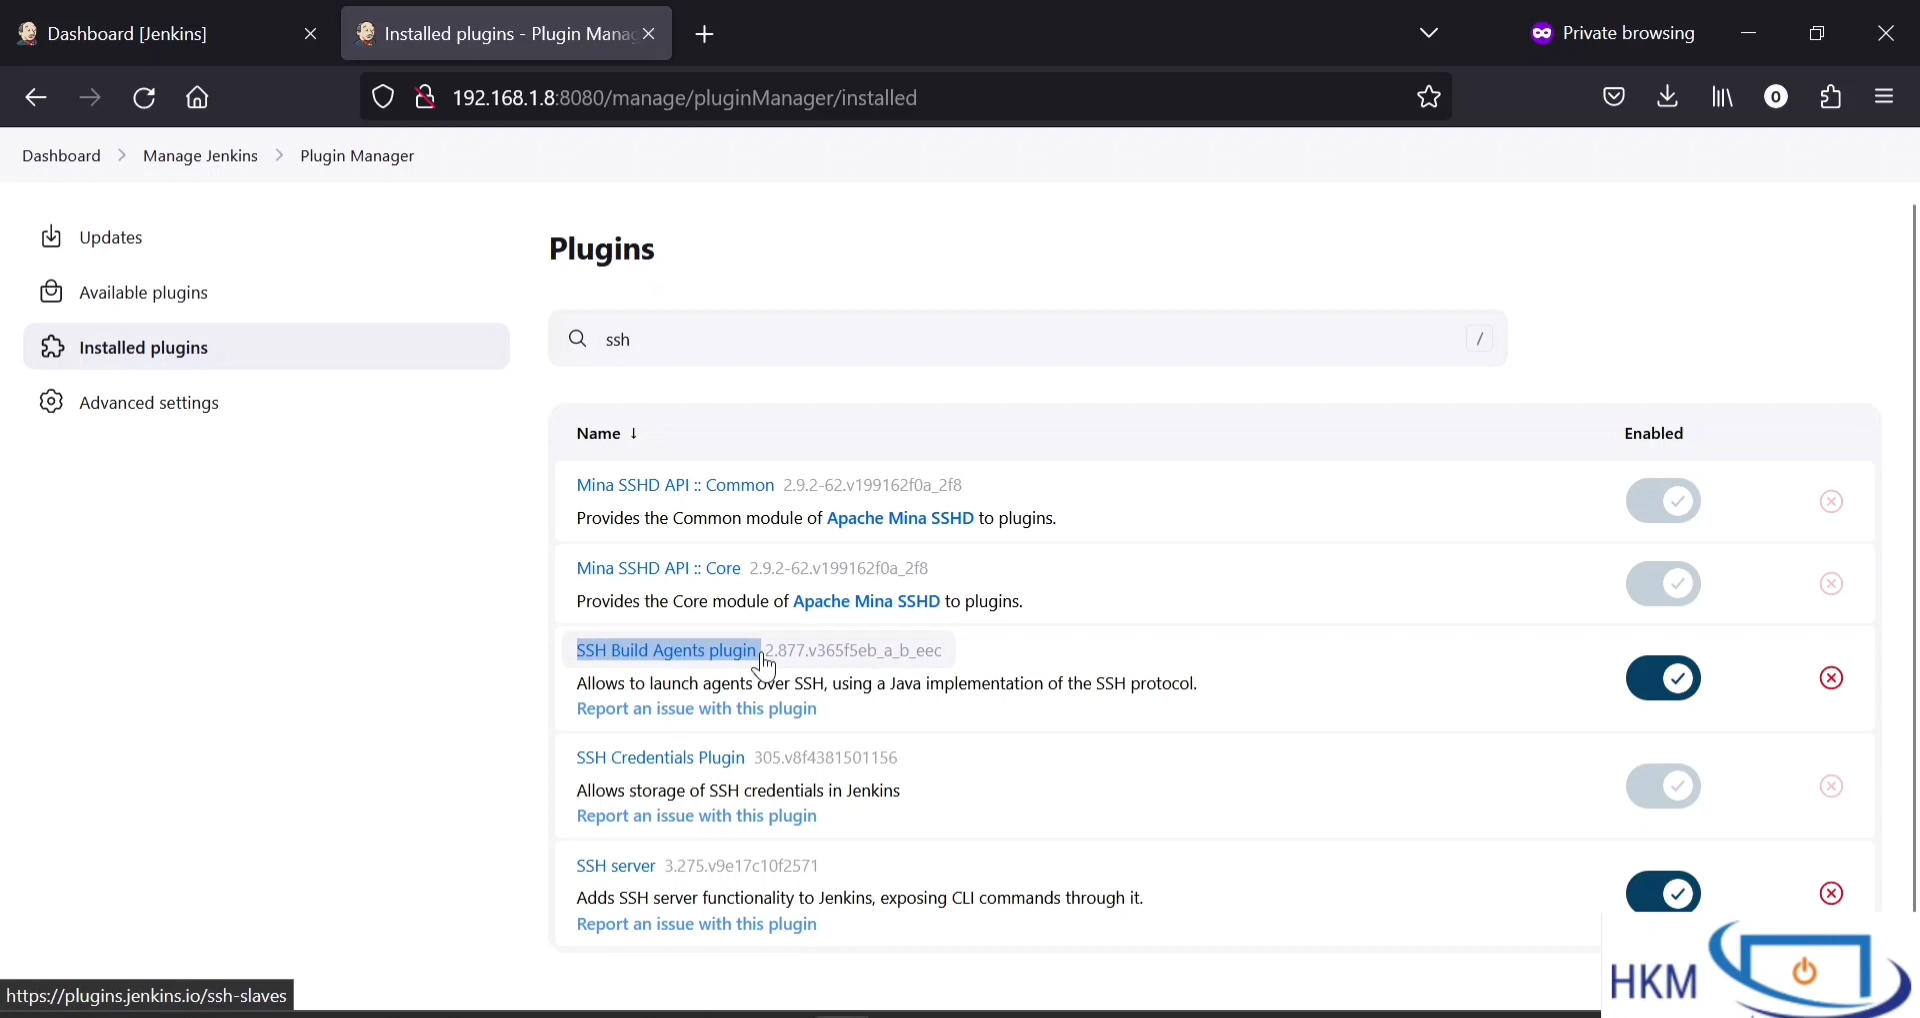 Dashboard [Jenkins]
Installed plugins - Plugin Mana
Private browsing
192.168.1.8:8080/manage/pluginManager/installed
Dashboard > Manage Jenkins > Plugin Manager
Updates
Available plugins
Installed plugins
Advanced settings
Plugins
ssh
/
Name ↓
Enabled
Mina SSHD API :: Common 2.9.2-62.v199162f0a_2f8
Provides the Common module of Apache Mina SSHD to plugins.
Mina SSHD API :: Core 2.9.2-62.v199162f0a_2f8
Provides the Core module of Apache Mina SSHD to plugins.
SSH Build Agents plugin 2.877.v365f5eb_a_b_eec
Allows to launch agents over SSH, using a Java implementation of the SSH protocol.
Report an issue with this plugin
SSH Credentials Plugin 305.v8f4381501156
Allows storage of SSH credentials in Jenkins
Report an issue with this plugin
SSH server 3.275.v9e17c10f2571
Adds SSH server functionality to Jenkins, exposing CLI commands through it.
Report an issue with this plugin
HKM
https://plugins.jenkins.io/ssh-slaves